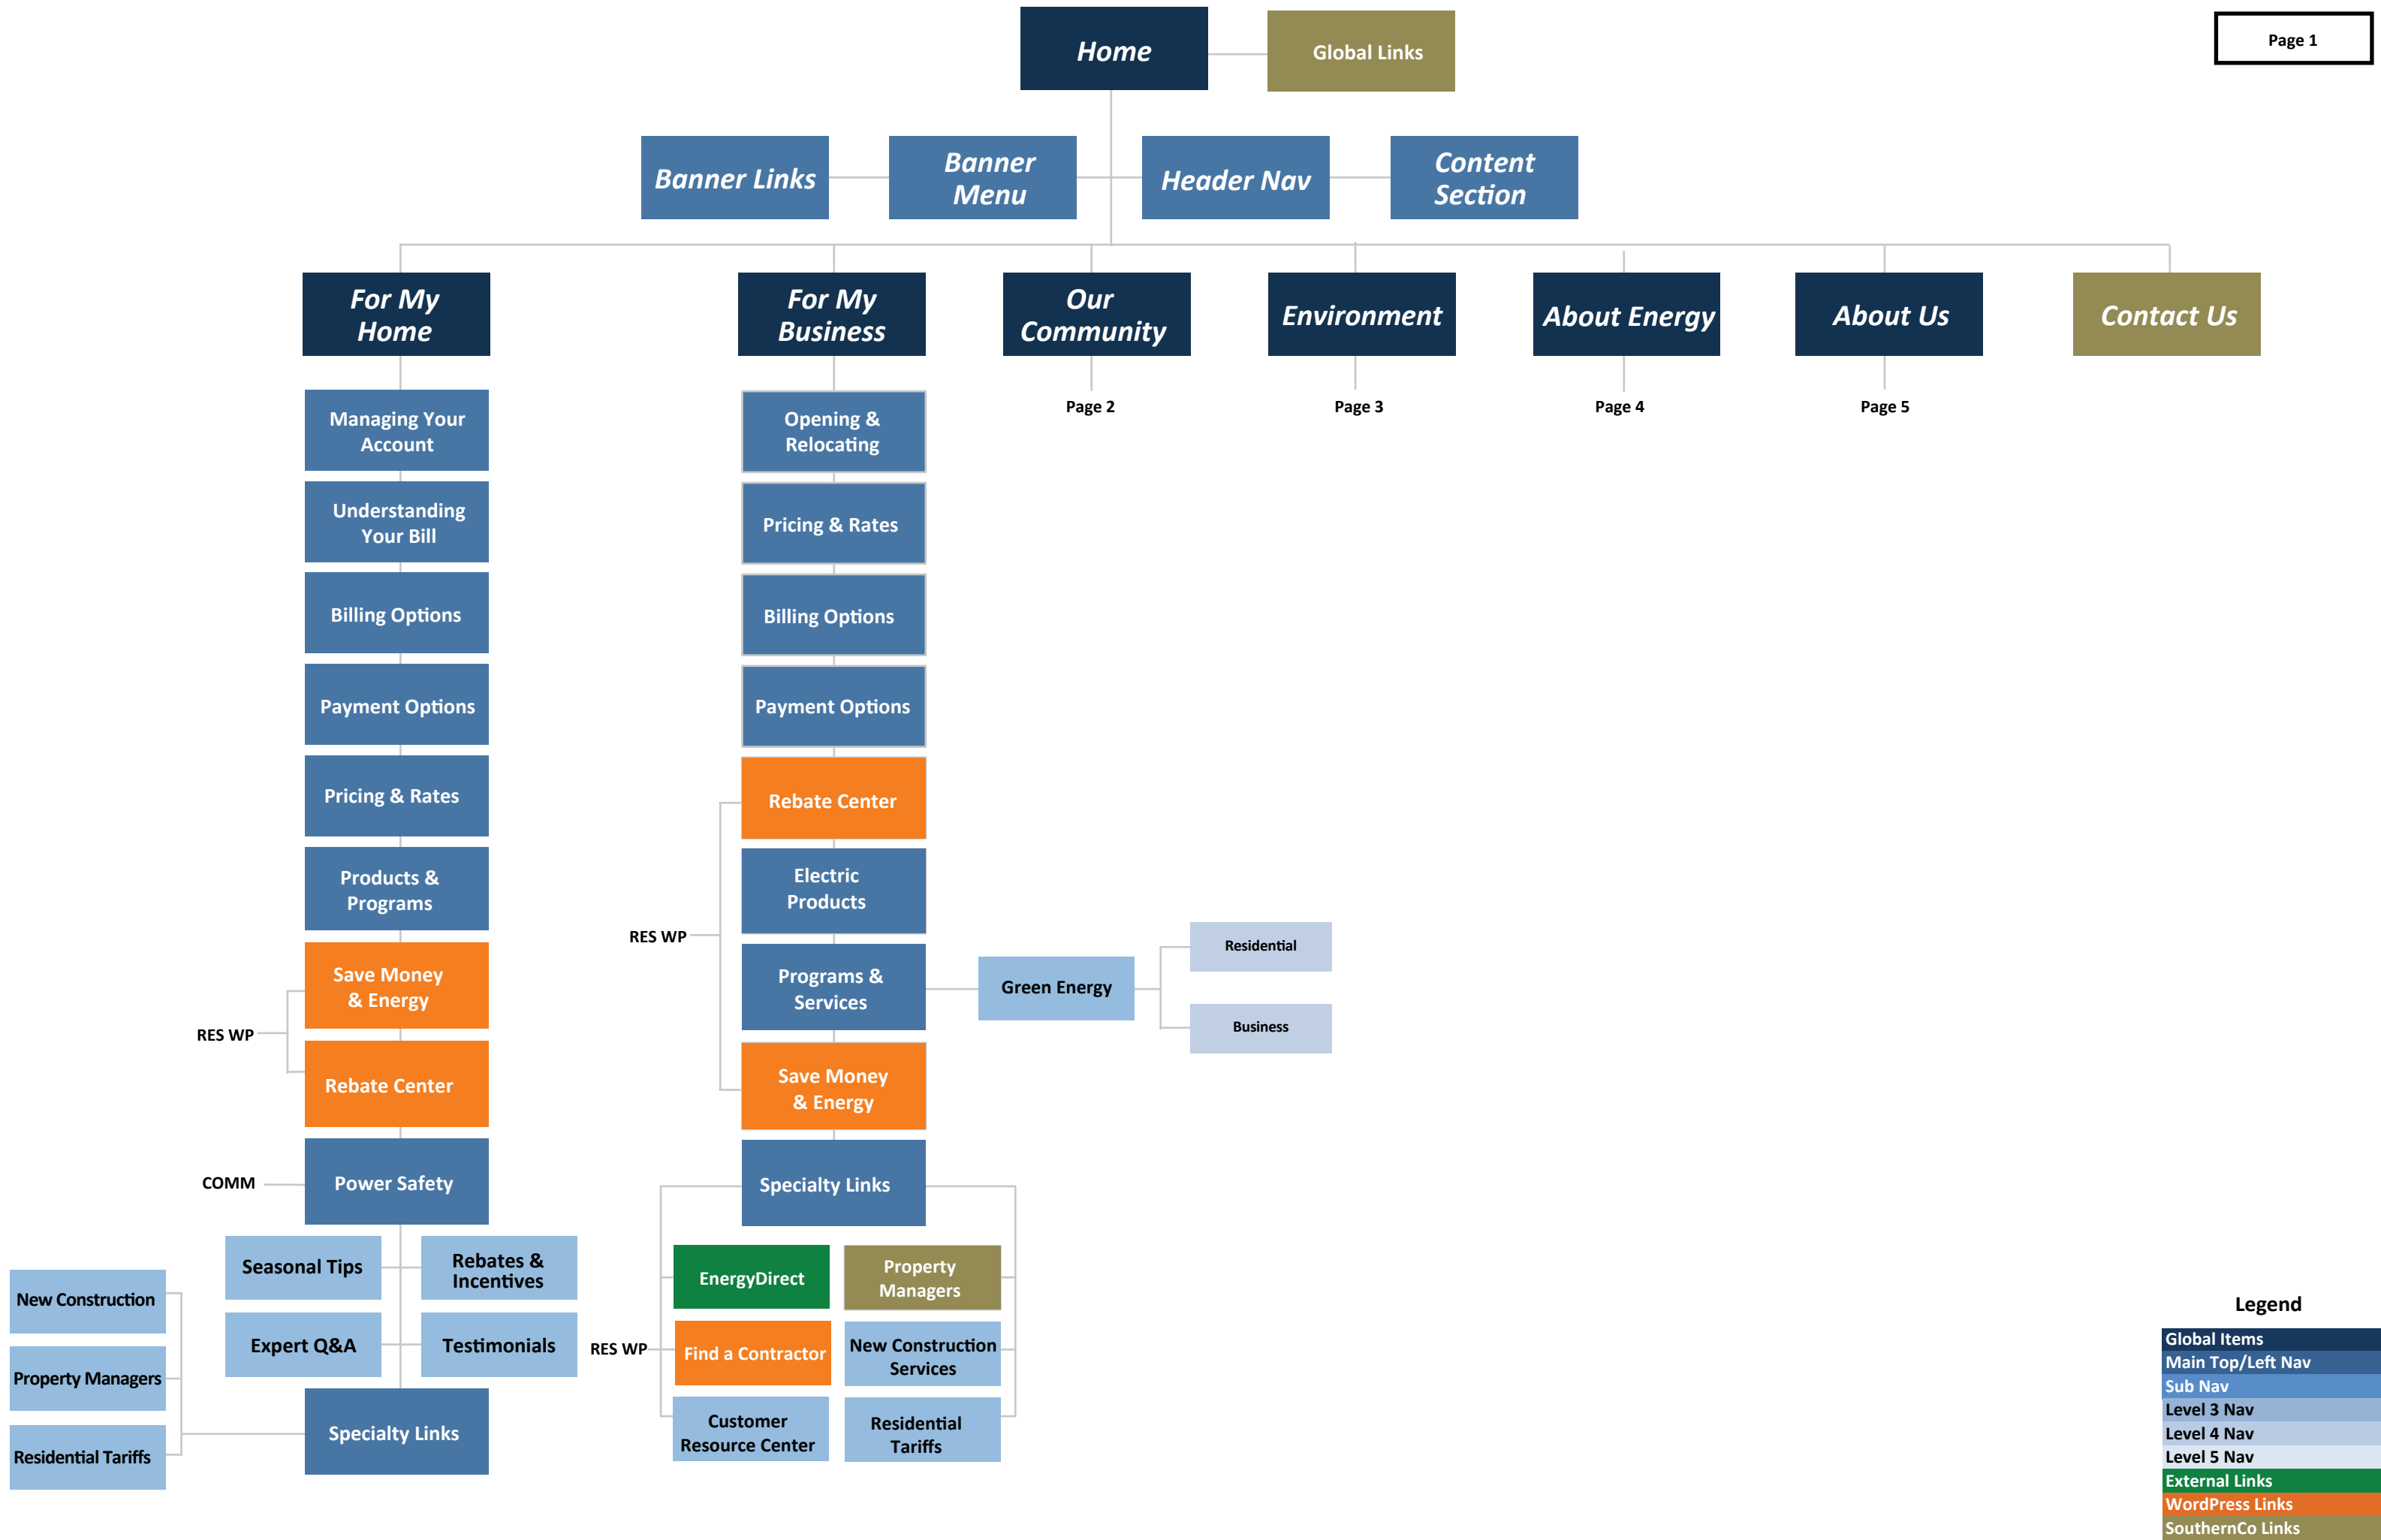 Home
Global Links
Page 1
Banner Links
Banner
Menu
Header Nav
Content
Section
For My
Home
For My
Business
Our
Community
Environment
About Energy
About Us
Contact Us
Page 2
Page 3
Page 4
Page 5
Managing Your
Account
Understanding
Your Bill
Billing Options
Payment Options
Pricing & Rates
Products &
Programs
Save Money
& Energy
RES WP
Rebate Center
COMM
Power Safety
Seasonal Tips
Rebates &
Incentives
Expert Q&A
Testimonials
New Construction
Property Managers
Residential Tariffs
Specialty Links
Opening &
Relocating
Pricing & Rates
Billing Options
Payment Options
Rebate Center
Electric
Products
RES WP
Programs &
Services
Green Energy
Residential
Business
Save Money
& Energy
Specialty Links
EnergyDirect
Property
Managers
RES WP
Find a Contractor
New Construction
Services
Customer
Resource Center
Residential
Tariffs
Legend
Global Items
Main Top/Left Nav
Sub Nav
Level 3 Nav
Level 4 Nav
Level 5 Nav
External Links
WordPress Links
SouthernCo Links